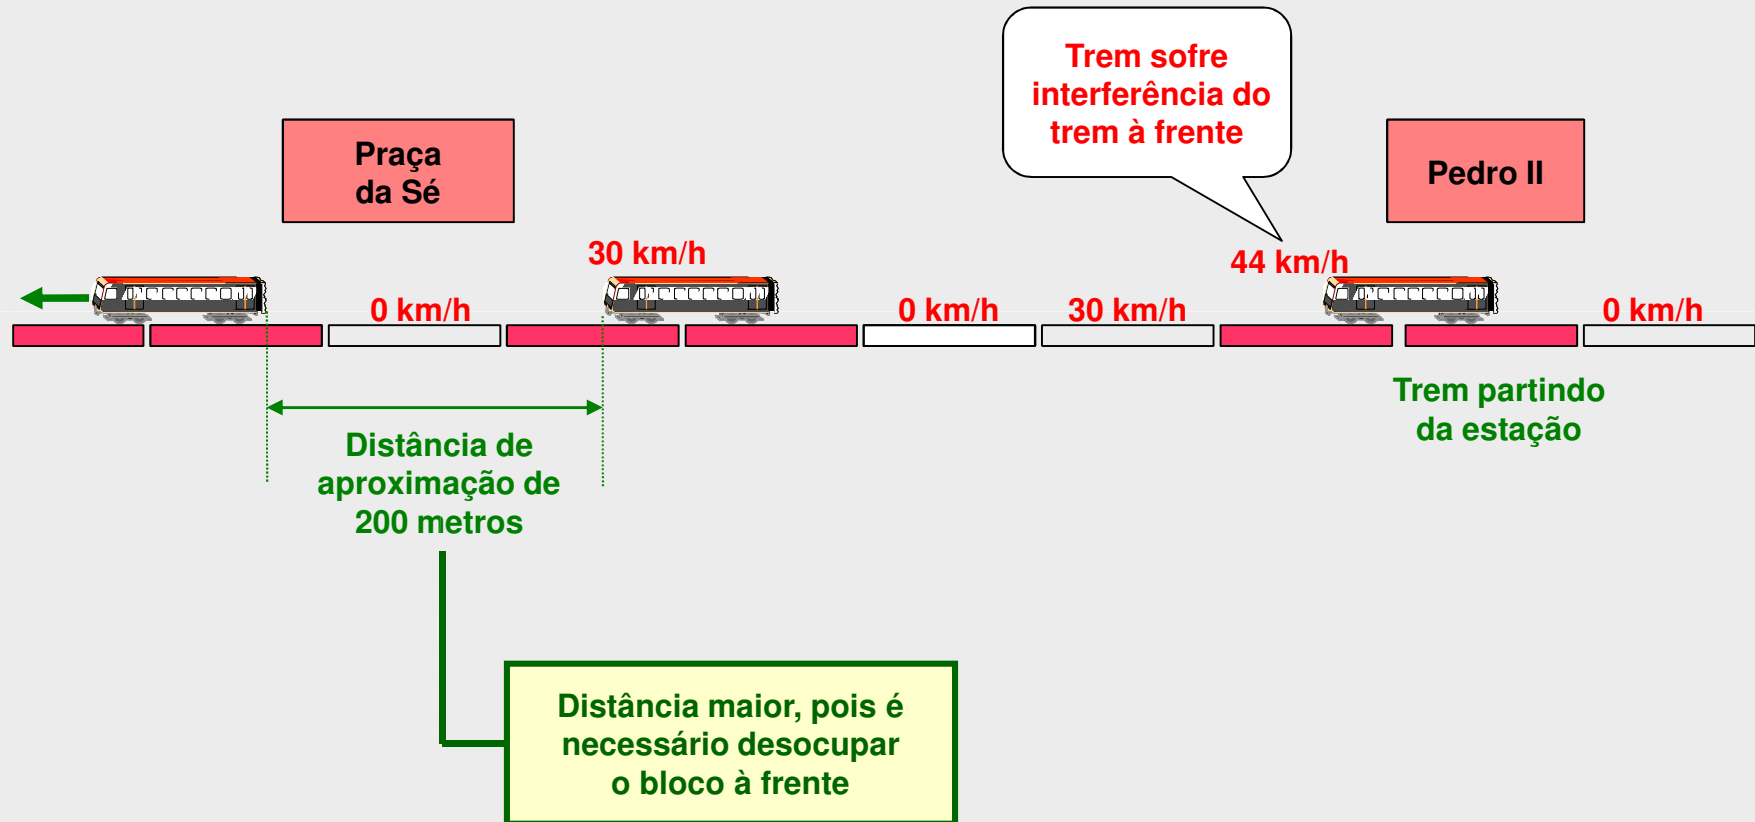 Trem sofre
interferência do
trem à frente
Praça
da Sé
Pedro II
30 km/h
44 km/h
0 km/h
0 km/h
30 km/h
0 km/h
Trem partindo
da estação
Distância de
aproximação de
200 metros
Distância maior, pois é
necessário desocupar
o bloco à frente